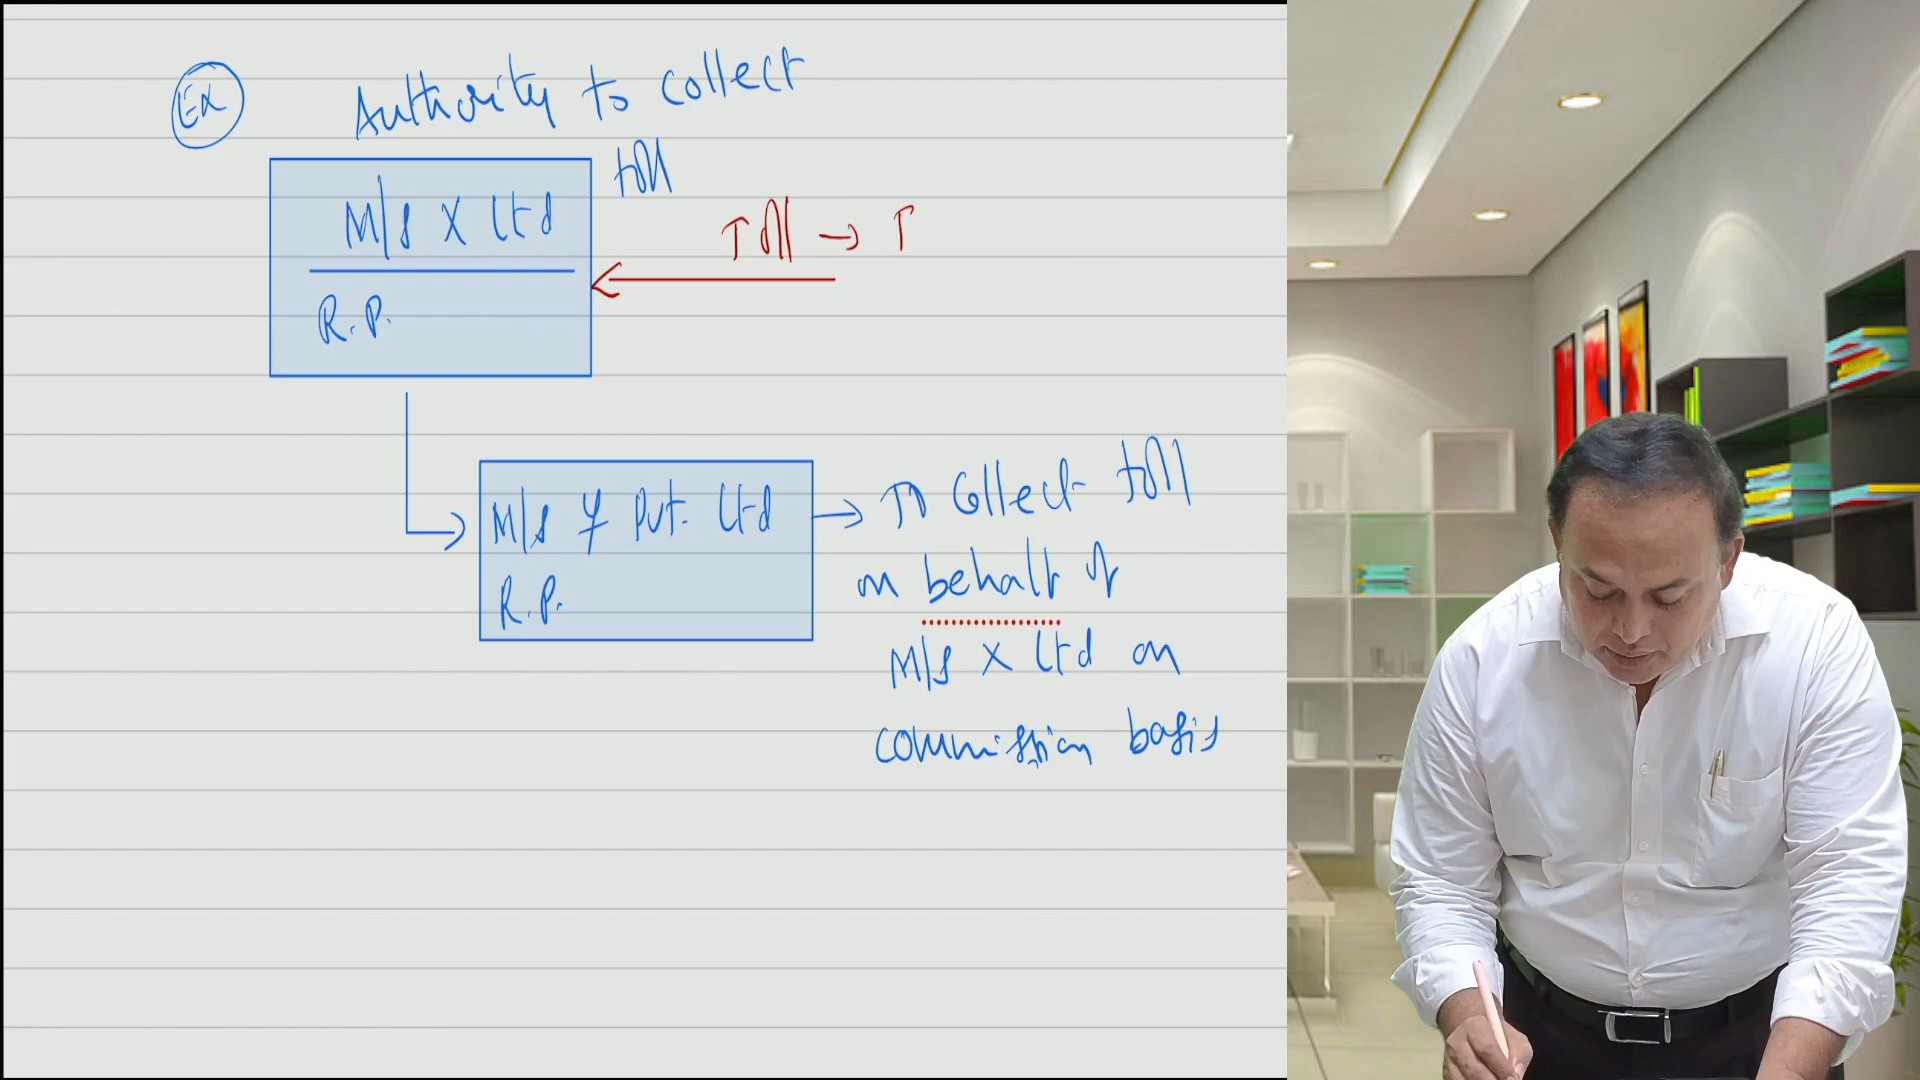 Ex
Authority to collect
toll
M/s X Ltd
R.P.
Toll → T
M/s Y Pvt. Ltd
R.P.
→ To collect toll
on behalf of
M/s X Ltd on
commission basis